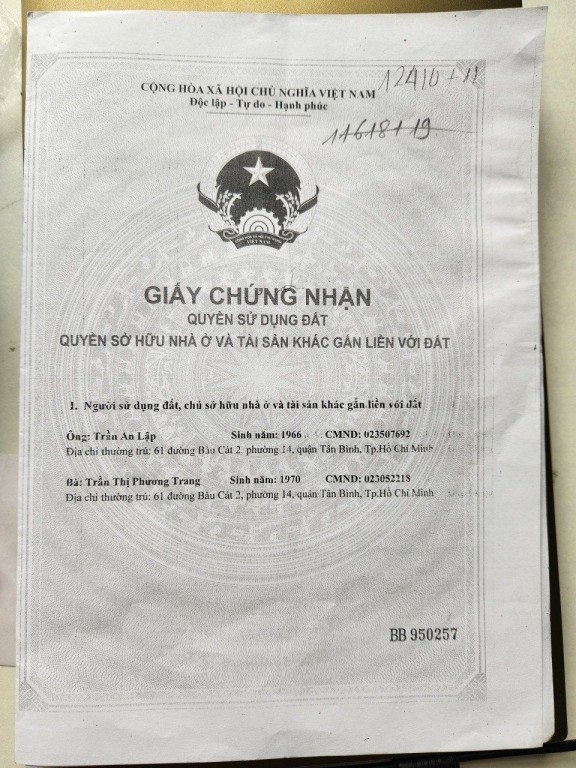 CỘNG HÒA XÃ HỘI CHỦ NGHĨA VIỆT NAM
Độc lập - Tự do - Hạnh phúc
12410+11
11618+19
VIỆT NAM
GIẤY CHỨNG NHẬN
QUYỀN SỬ DỤNG ĐẤT
QUYỀN SỞ HỮU NHÀ Ở VÀ TÀI SẢN KHÁC GẮN LIỀN VỚI ĐẤT
1. Người sử dụng đất, chủ sở hữu nhà ở và tài sản khác gắn liền với đất
Ông: Trần An Lập Sinh năm: 1966 CMND: 023507692
Địa chỉ thường trú: 61 đường Bàu Cát 2 phường 14, quận Tân Bình, Tp.Hồ Chí Minh
Bà: Trần Thị Phương Trang Sinh năm: 1970 CMND: 023052218
Địa chỉ thường trú: 61 đường Bàu Cát 2, phường 14, quận Tân Bình, Tp.Hồ Chí Minh
BB 950257